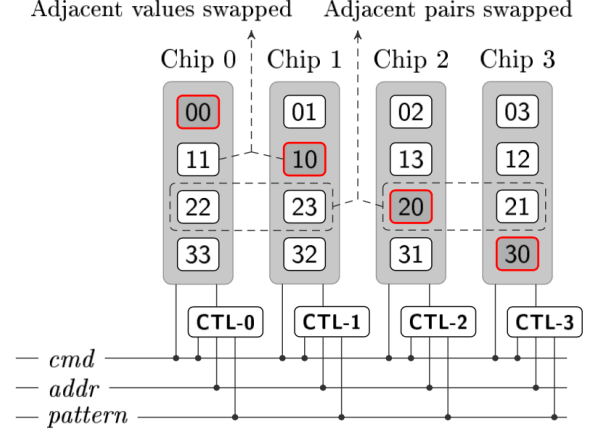 Adjacent values swapped Adjacent pairs swapped
Chip 0 Chip 1 Chip 2 Chip 3
00 01 02 03
11 10 13 12
22 23 20 21
33 32 31 30
CTL-0 CTL-1 CTL-2 CTL-3
cmd
addr
pattern